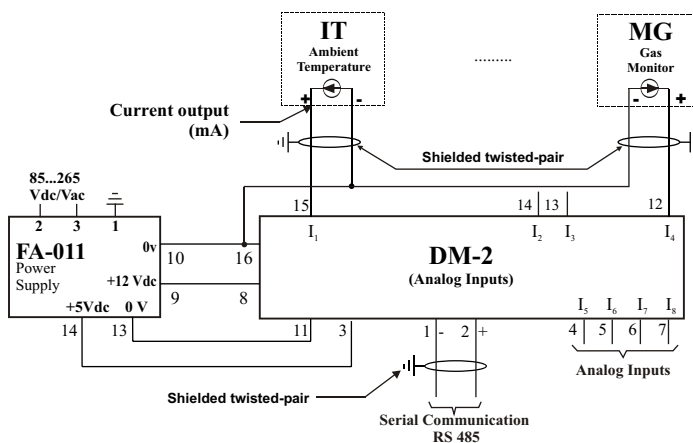 IT
Ambient
Temperature
.........
MG
Gas
Monitor
+
-
-
+
Current output
(mA)
Shielded twisted-pair
85...265
Vdc/Vac
15
14
13
12
2
3
1
I1
I2
I3
I4
FA-011
Power
Supply
0v
10
16
DM-2
(Analog Inputs)
+12 Vdc
9
8
+5Vdc
0 V
I5
I6
I7
I8
14
13
11
3
1
-
2
+
4
5
6
7
Analog Inputs
Shielded twisted-pair
Serial Communication
RS 485